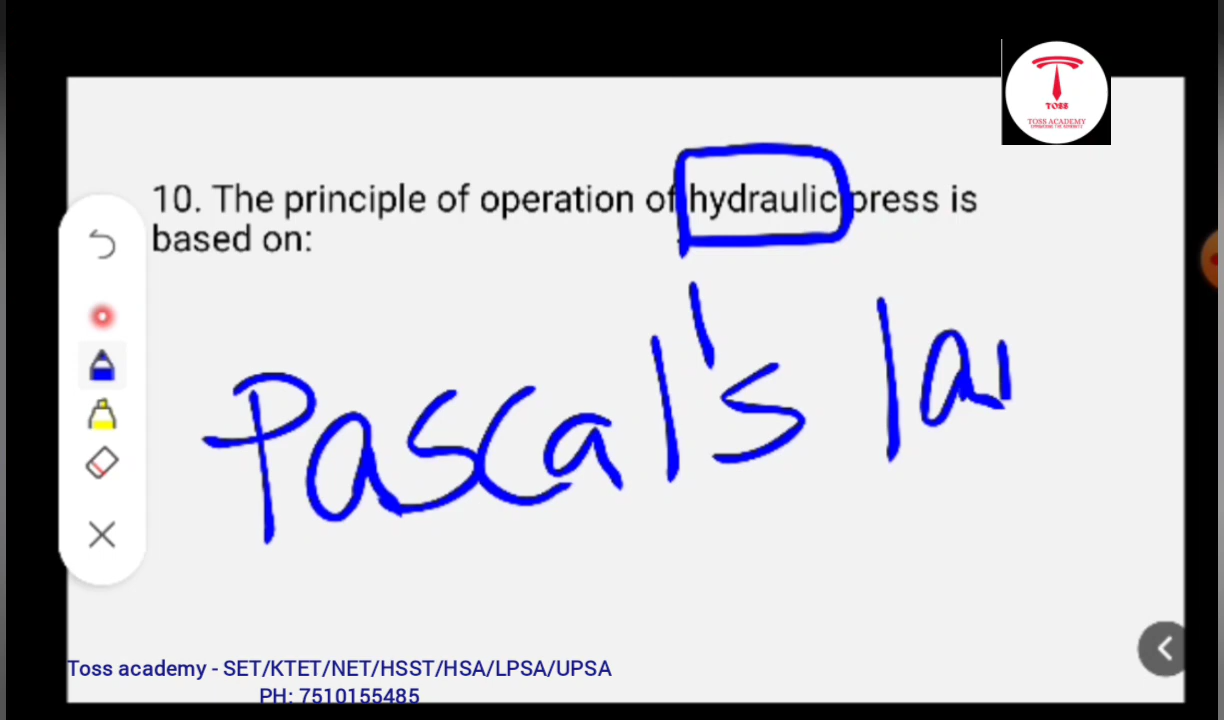 TOSS
TOSS ACADEMY
10. The principle of operation of hydraulic press is
based on:
Pascal's la
Toss academy - SET/KTET/NET/HSST/HSA/LPSA/UPSA
PH: 7510155485